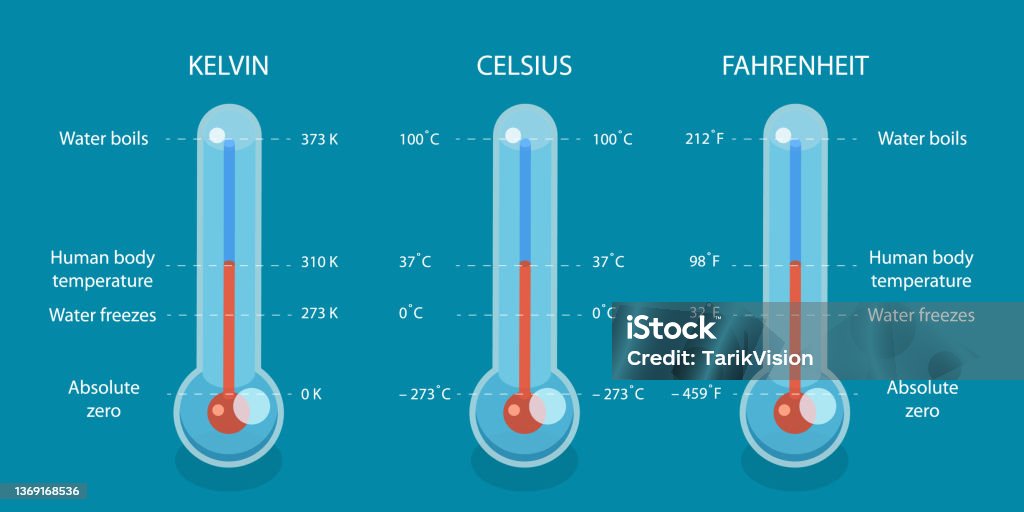 KELVIN CELSIUS FAHRENHEIT
Water boils 373 K 100°C 100°C 212°F Water boils
Human body temperature 310 K 37°C 37°C 98°F Human body temperature
Water freezes 273 K 0°C 0°C 32°F Water freezes
Absolute zero 0 K – 273°C – 273°C – 459°F Absolute zero
iStock™
Credit: TarikVision
1369168536